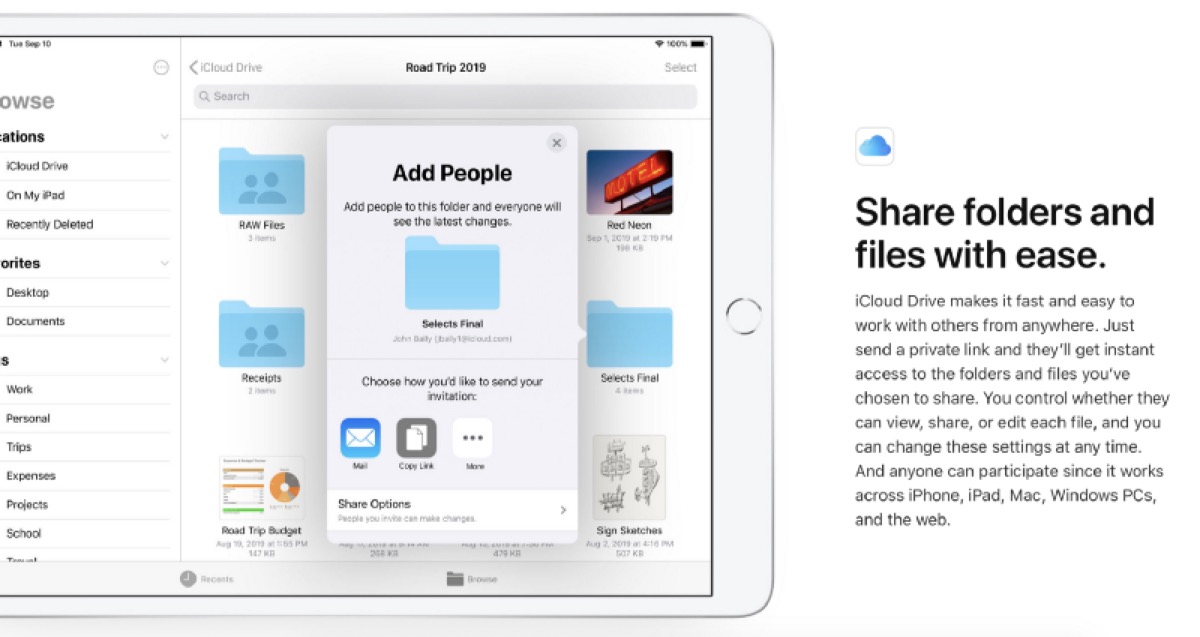 Tue Sep 10
100%
iCloud Drive
Road Trip 2019
Select
owse
Search
cations
iCloud Drive
On My iPad
Recently Deleted
orites
Desktop
Documents
s
Work
Personal
Trips
Expenses
Projects
School
Travel
RAW Files
3 items
Receipts
2 items
Road Trip Budget
Aug 19, 2019 at 1:55 PM
147 KB
Add People
Add people to this folder and everyone will
see the latest changes.
Selects Final
John Bally (jbally1@icloud.com)
Choose how you'd like to send your
invitation:
Mail
Copy Link
More
Share Options
People you invite can make changes.
268 KB
479 KB
MOTEL
Red Neon
Sep 1, 2019 at 2:19 PM
196 KB
Selects Final
4 items
Sign Sketches
Aug 2, 2019 at 4:16 PM
507 KB
Recents
Browse
Share folders and
files with ease.
iCloud Drive makes it fast and easy to
work with others from anywhere. Just
send a private link and they'll get instant
access to the folders and files you've
chosen to share. You control whether they
can view, share, or edit each file, and you
can change these settings at any time.
And anyone can participate since it works
across iPhone, iPad, Mac, Windows PCs,
and the web.